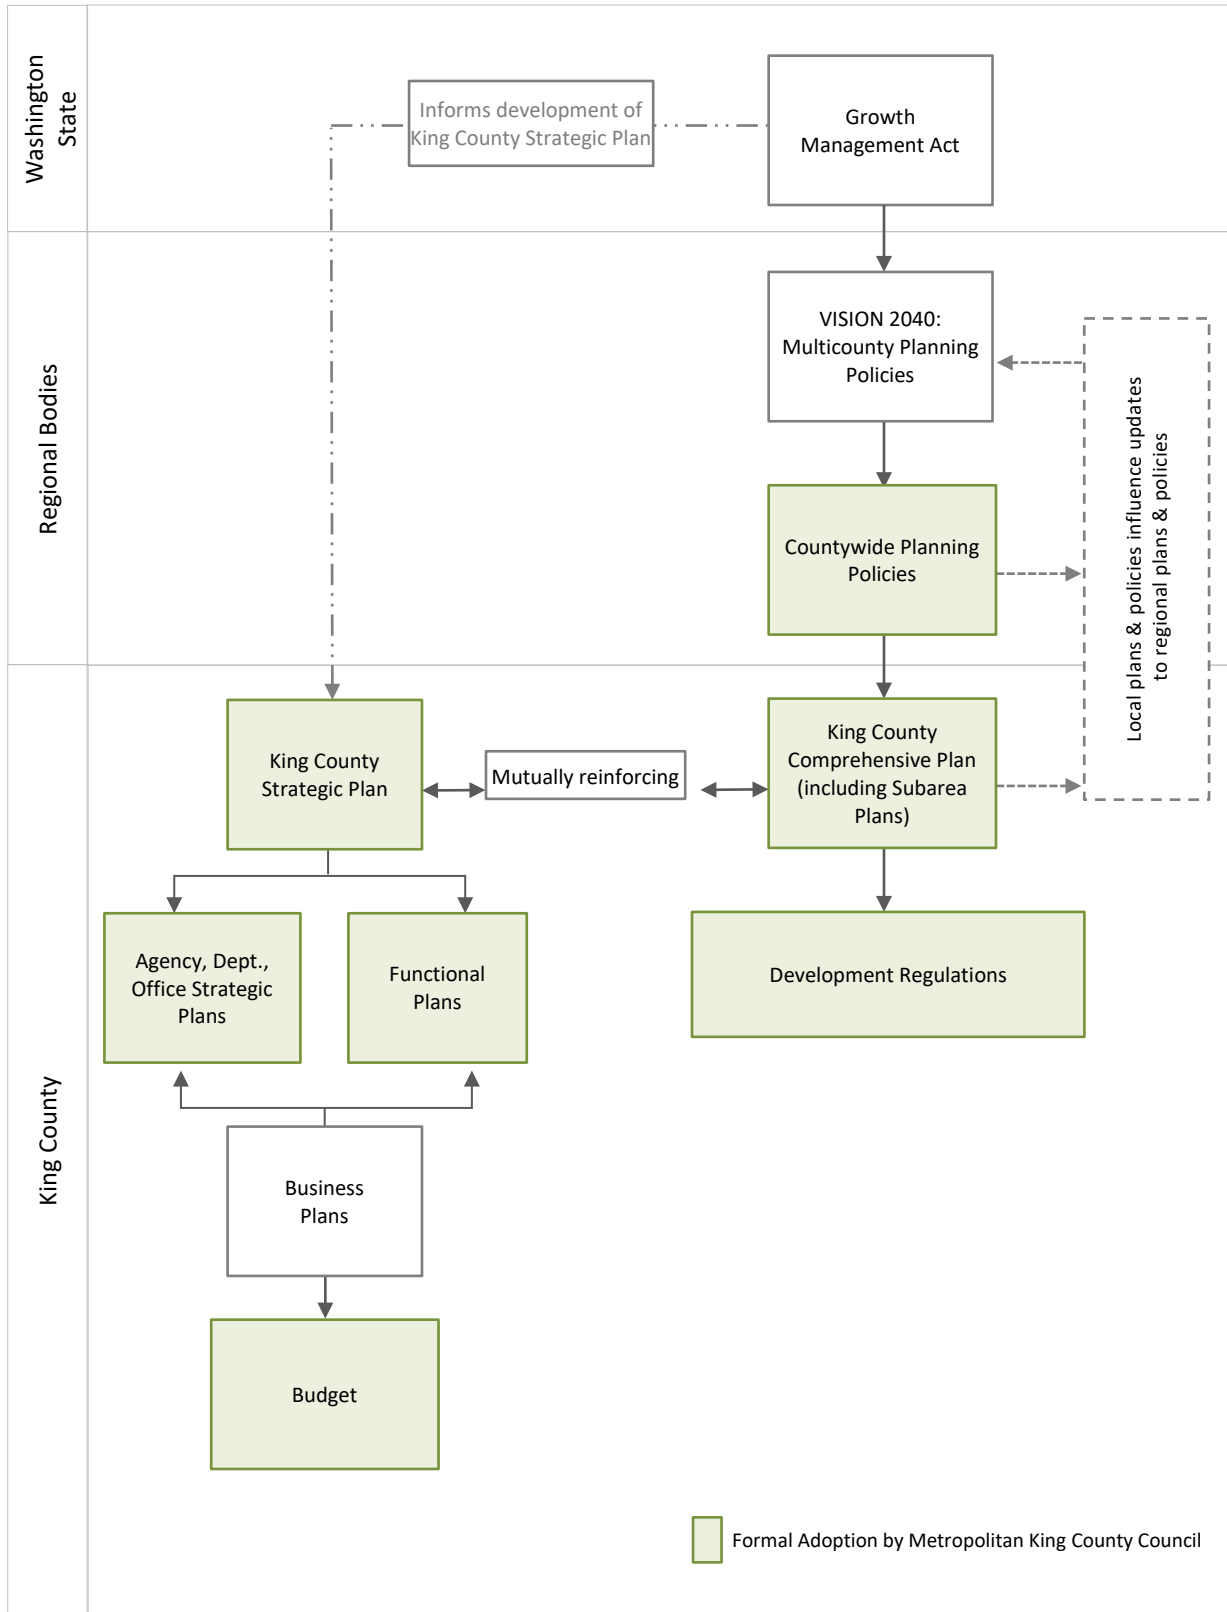 Washington
State
Informs development of
King County Strategic Plan
Growth
Management Act
Regional Bodies
VISION 2040:
Multicounty Planning
Policies
Countywide Planning
Policies
Local plans & policies influence updates
to regional plans & policies
King County
King County
Strategic Plan
Mutually reinforcing
King County
Comprehensive Plan
(including Subarea
Plans)
Agency, Dept.,
Office Strategic
Plans
Functional
Plans
Development Regulations
Business
Plans
Budget
Formal Adoption by Metropolitan King County Council